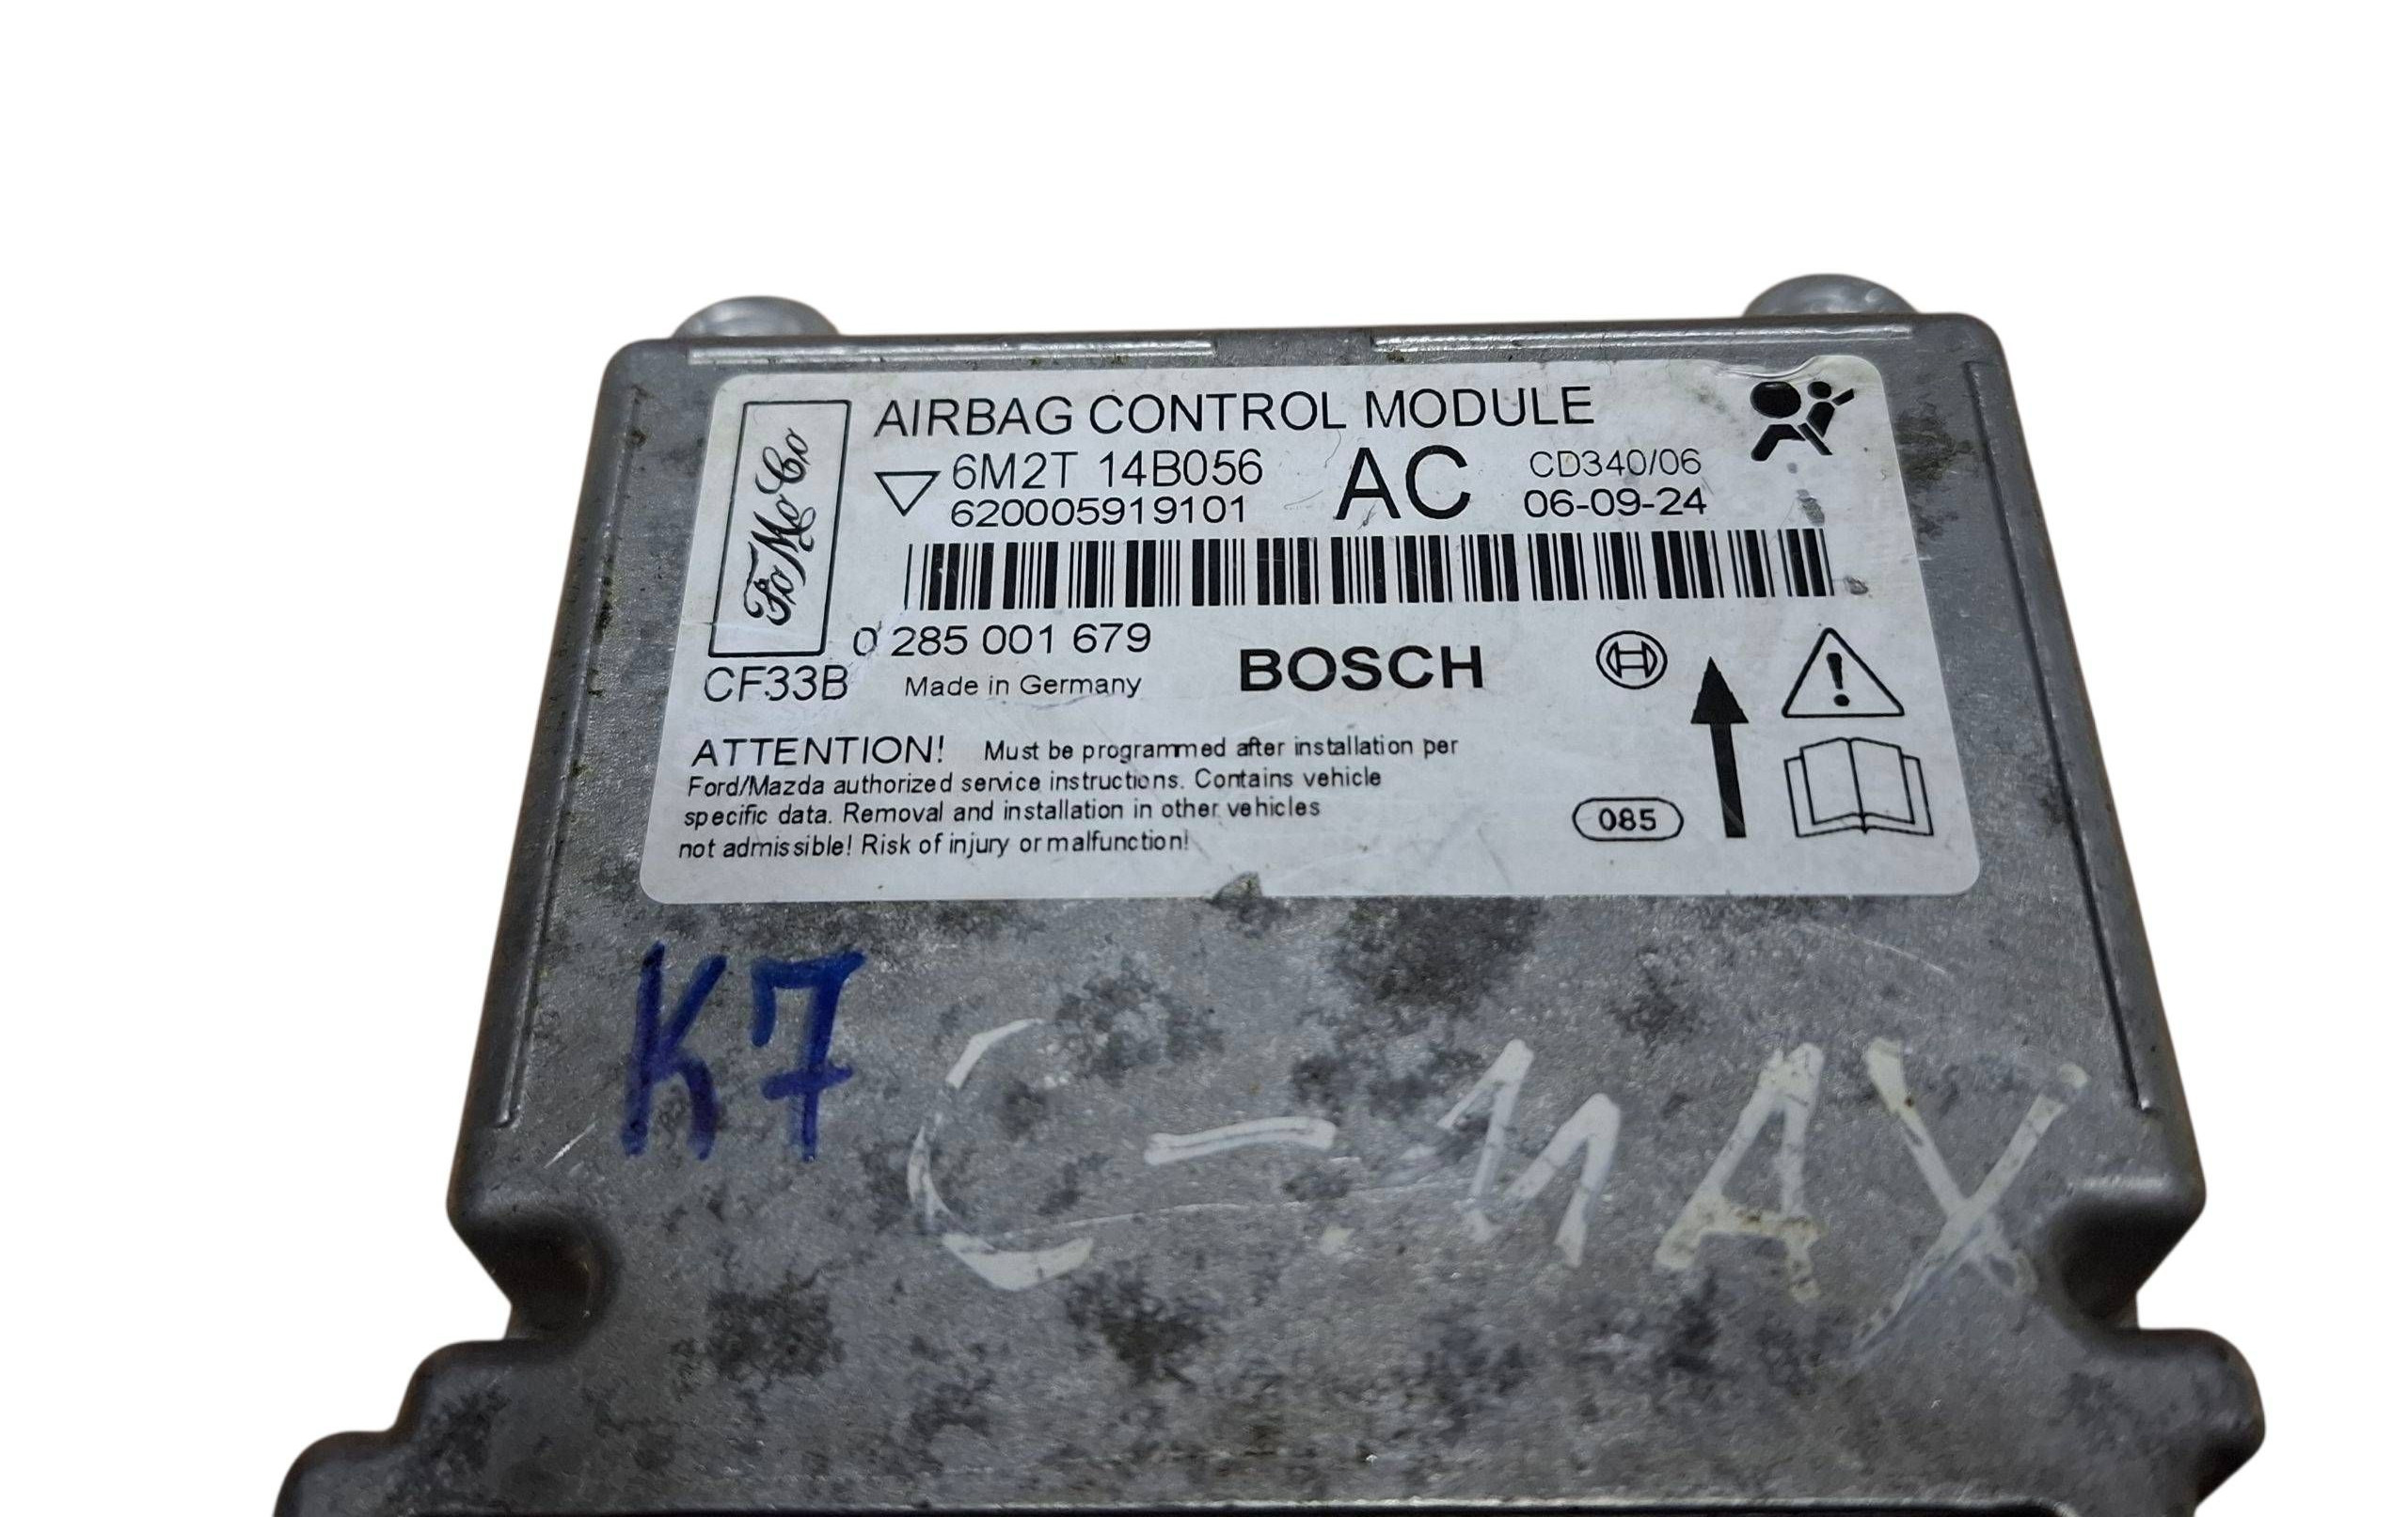 FoMoCo
AIRBAG CONTROL MODULE
6M2T 14B056 AC CD340/06
620005919101 06-09-24
0 285 001 679
CF33B Made in Germany BOSCH
ATTENTION! Must be programmed after installation per
Ford/Mazda authorized service instructions. Contains vehicle
specific data. Removal and installation in other vehicles
not admissible! Risk of injury or malfunction!
085
K7
C-MAX